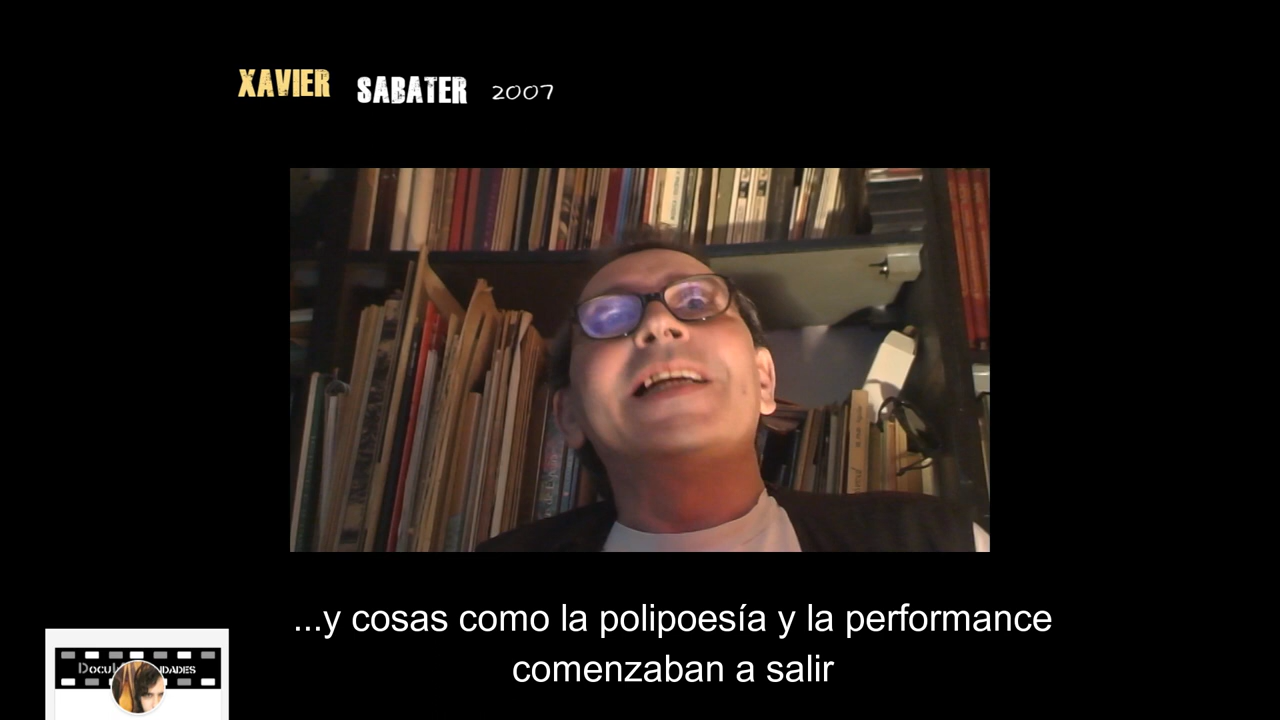 XAVIER SABATER 2007
...y cosas como la polipoesía y la performance
comenzaban a salir